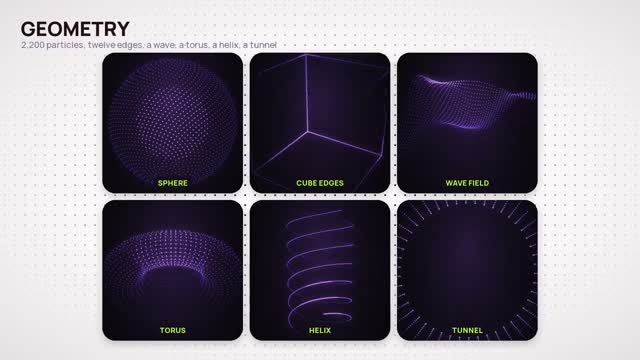 GEOMETRY
2,200 particles, twelve edges, a wave, a torus, a helix, a tunnel
SPHERE
CUBE EDGES
WAVE FIELD
TORUS
HELIX
TUNNEL